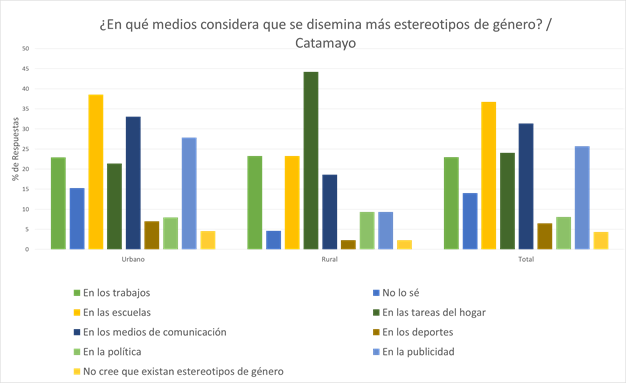 ¿En qué medios considera que se disemina más estereotipos de género? /
Catamayo
50
45
40
35
30
25
20
15
10
5
0
% de Respuestas
Urbano
Rural
Total
En los trabajos
No lo sé
En las escuelas
En las tareas del hogar
En los medios de comunicación
En los deportes
En la política
En la publicidad
No cree que existan estereotipos de género